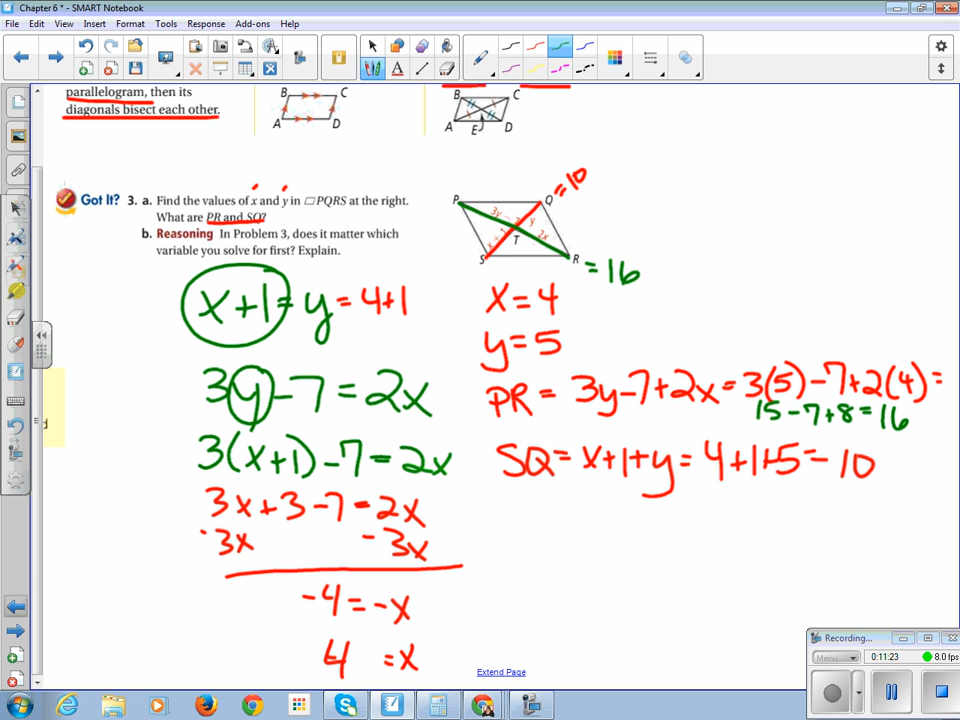 Chapter 6 * - SMART Notebook
File Edit View Insert Format Tools Response Add-ons Help
parallelogram, then its
diagonals bisect each other.
B C
A D
B C
A E D
Got It? 3. a. Find the values of x and y in ▱PQRS at the right.
What are PR and SQ?
b. Reasoning In Problem 3, does it matter which
variable you solve for first? Explain.
P Q = 10
3y - 7 y
x + 1 T 2x
S R = 16
x+1 = y = 4+1
3y - 7 = 2x
3(x+1) - 7 = 2x
3x + 3 - 7 = 2x
-3x - 3x
-4 = -x
4 = x
x = 4
y = 5
PR = 3y - 7 + 2x = 3(5) - 7 + 2(4) =
15 - 7 + 8 = 16
SQ = x + 1 + y = 4 + 1 + 5 = 10
d
Extend Page
Recording...
Menu 0:11:23 8.0 fps